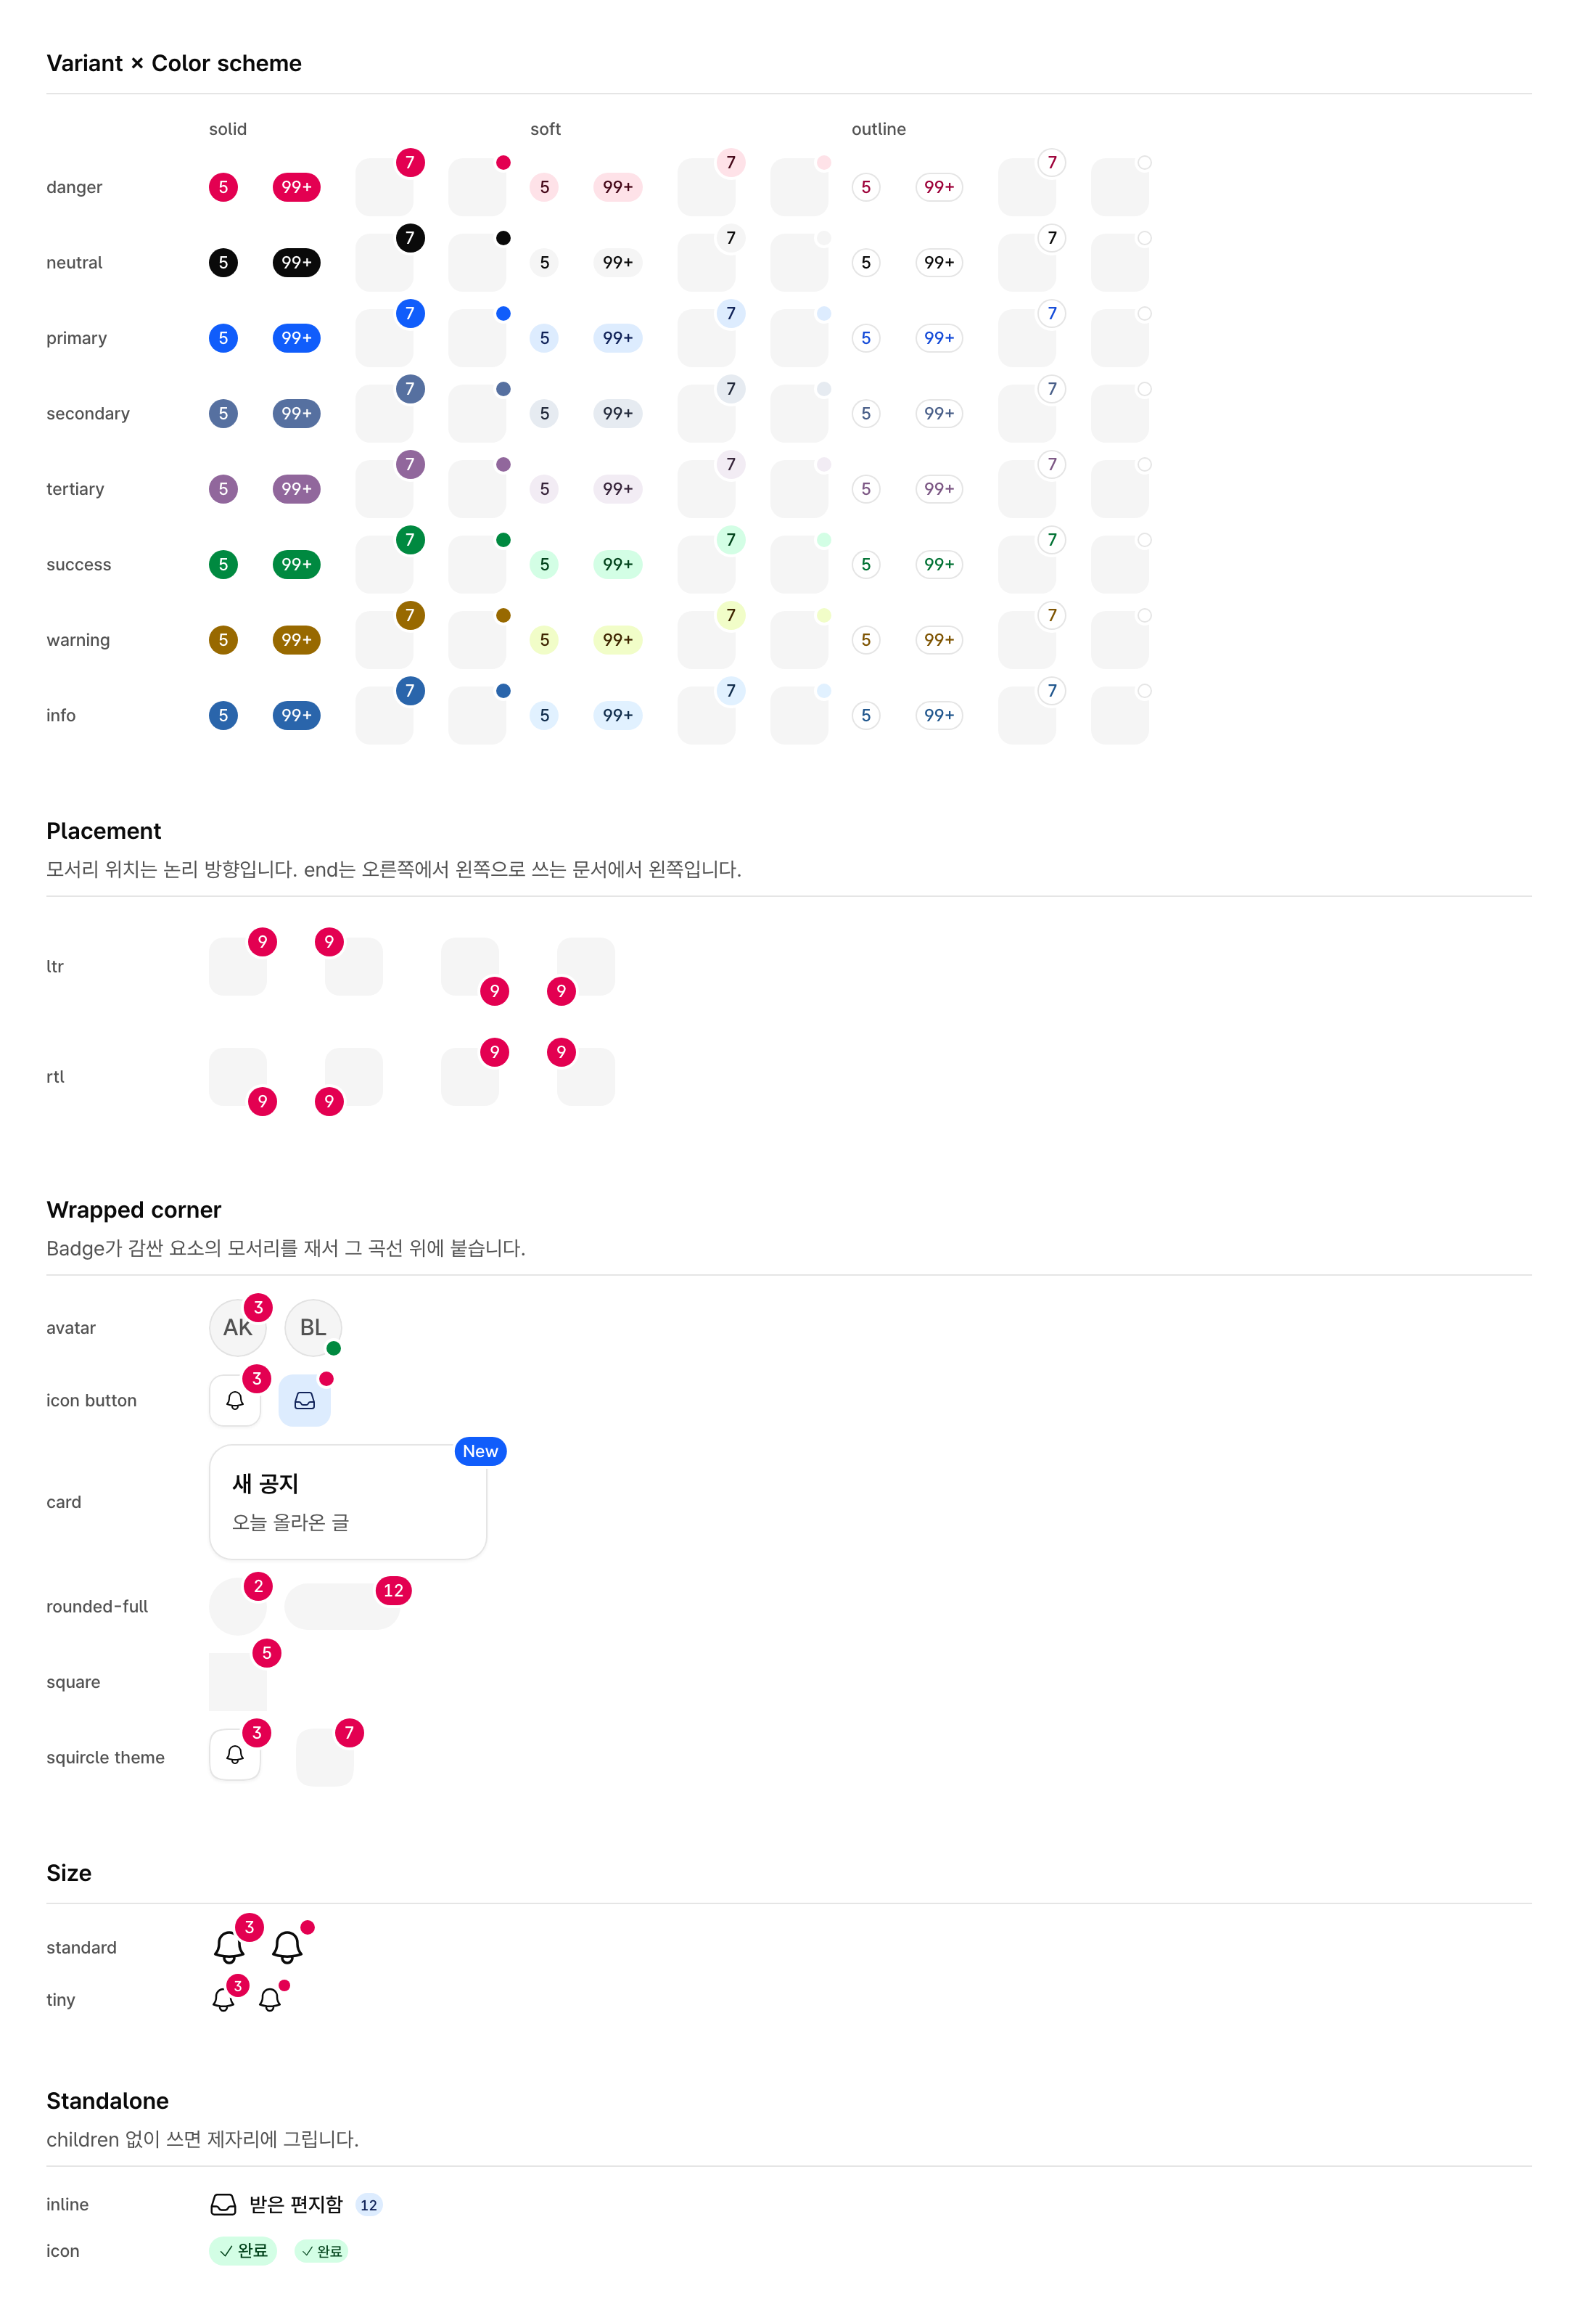 Variant × Color scheme
solid soft outline
danger 5 99+ 7 5 99+ 7 5 99+ 7
neutral 5 99+ 7 5 99+ 7 5 99+ 7
primary 5 99+ 7 5 99+ 7 5 99+ 7
secondary 5 99+ 7 5 99+ 7 5 99+ 7
tertiary 5 99+ 7 5 99+ 7 5 99+ 7
success 5 99+ 7 5 99+ 7 5 99+ 7
warning 5 99+ 7 5 99+ 7 5 99+ 7
info 5 99+ 7 5 99+ 7 5 99+ 7
Placement
모서리 위치는 논리 방향입니다. end는 오른쪽에서 왼쪽으로 쓰는 문서에서 왼쪽입니다.
ltr 9 9 9 9
rtl 9 9 9 9
Wrapped corner
Badge가 감싼 요소의 모서리를 재서 그 곡선 위에 붙습니다.
avatar AK 3 BL
icon button 3
card New
새 공지
오늘 올라온 글
rounded-full 2 12
square 5
squircle theme 3 7
Size
standard 3
tiny 3
Standalone
children 없이 쓰면 제자리에 그립니다.
inline 받은 편지함 12
icon 완료 완료